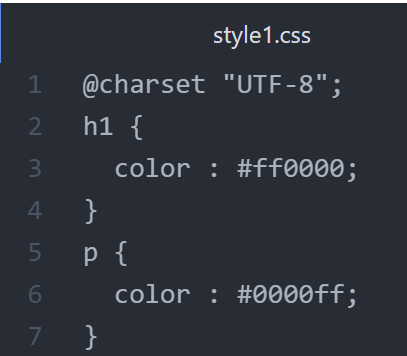 style1.css
1 @charset "UTF-8";
2 h1 {
3   color : #ff0000;
4 }
5 p {
6   color : #0000ff;
7 }